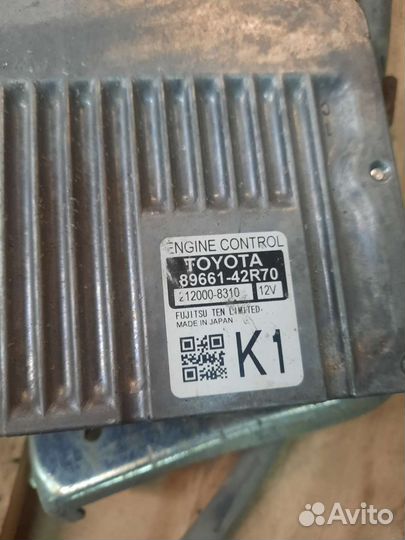 ENGINE CONTROL
TOYOTA
89661-42R70
212000-8310 12V
FUJITSU TEN LIMITED
MADE IN JAPAN
K1
Avito